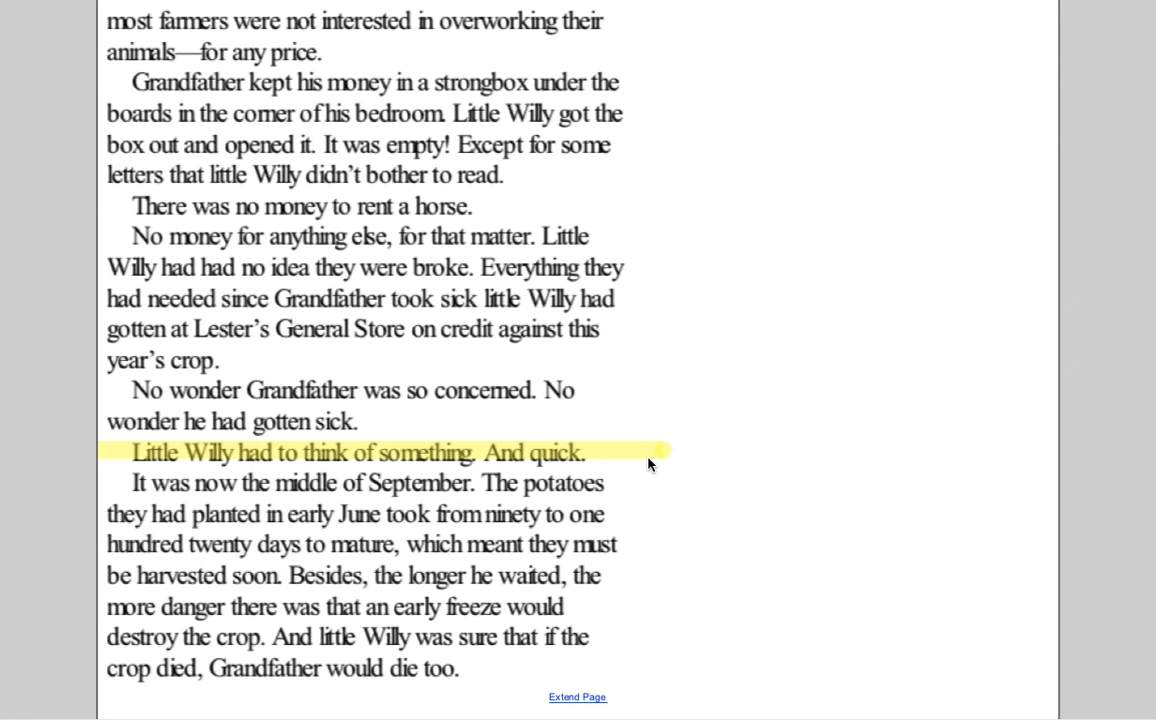 most farmers were not interested in overworking their
animals—for any price.
Grandfather kept his money in a strongbox under the
boards in the corner of his bedroom. Little Willy got the
box out and opened it. It was empty! Except for some
letters that little Willy didn't bother to read.
There was no money to rent a horse.
No money for anything else, for that matter. Little
Willy had had no idea they were broke. Everything they
had needed since Grandfather took sick little Willy had
gotten at Lester's General Store on credit against this
year's crop.
No wonder Grandfather was so concerned. No
wonder he had gotten sick.
Little Willy had to think of something. And quick.
It was now the middle of September. The potatoes
they had planted in early June took from ninety to one
hundred twenty days to mature, which meant they must
be harvested soon. Besides, the longer he waited, the
more danger there was that an early freeze would
destroy the crop. And little Willy was sure that if the
crop died, Grandfather would die too.
Extend Page